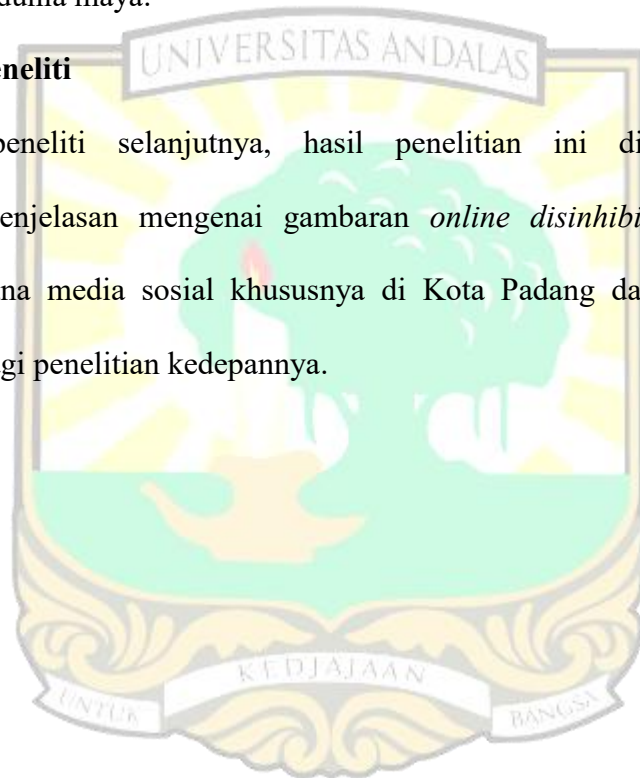 dunia maya.
UNIVERSITAS ANDALAS
eneliti
peneliti selanjutnya, hasil penelitian ini di
enjelasan mengenai gambaran online disinhibi
na media sosial khususnya di Kota Padang da
gi penelitian kedepannya.
UNTUK KEDJAJAAN BANGSA